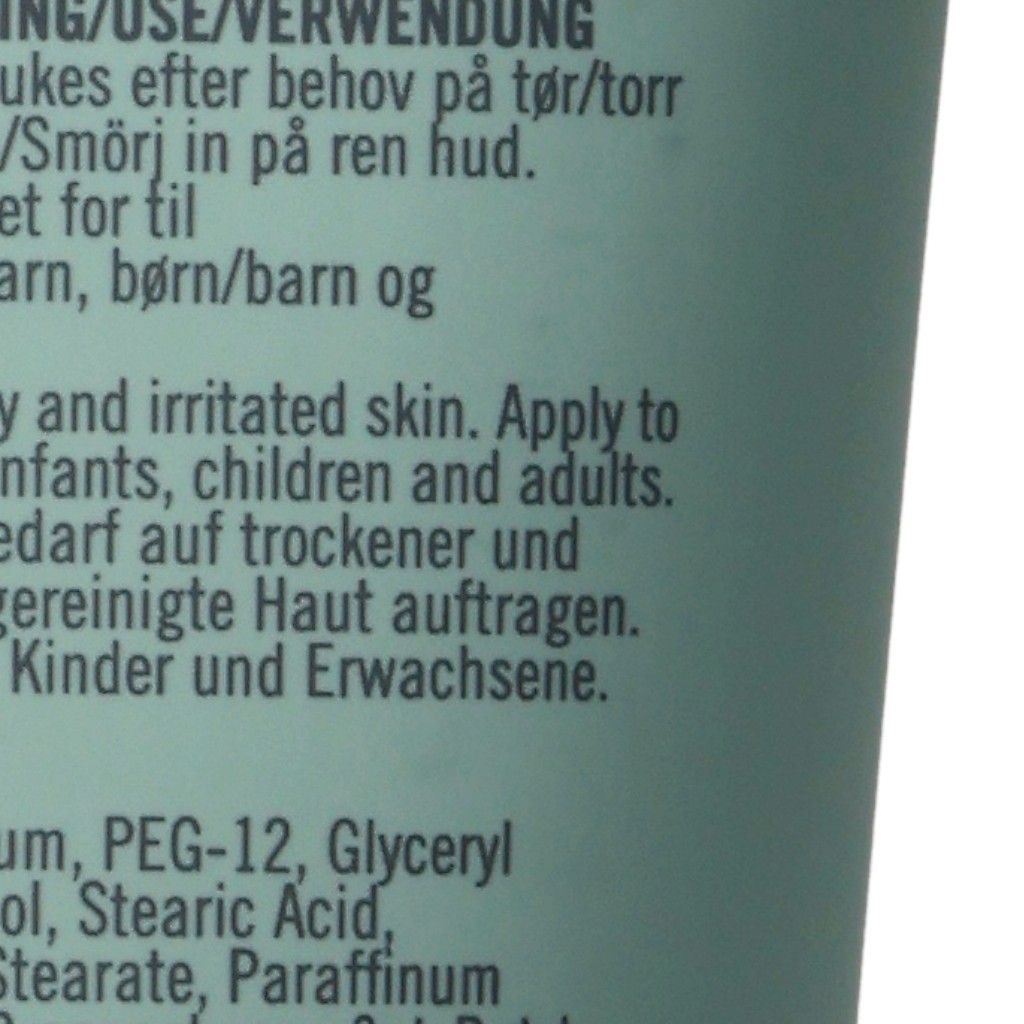 ING/USE/VERWENDUNG
ukes efter behov på tør/torr
/Smörj in på ren hud.
et for til
arn, børn/barn og
y and irritated skin. Apply to
nfants, children and adults.
edarf auf trockener und
gereinigte Haut auftragen.
Kinder und Erwachsene.
um, PEG-12, Glyceryl
ol, Stearic Acid,
Stearate, Paraffinum